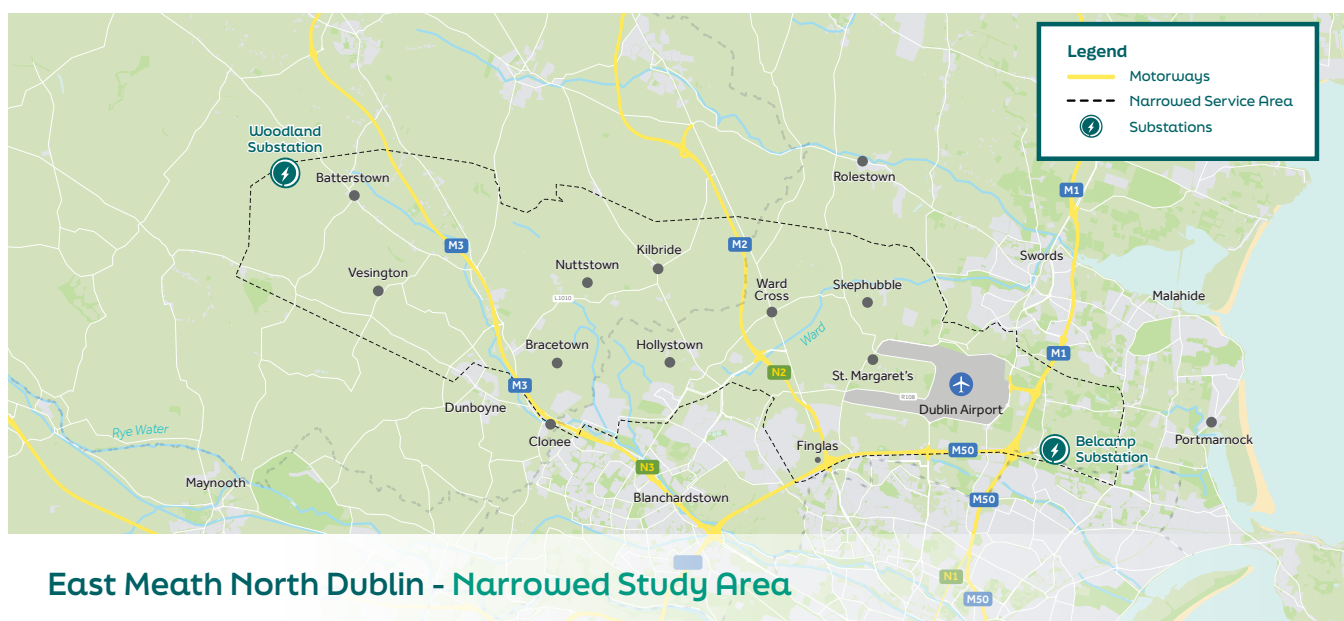 Legend
Motorways
Narrowed Service Area
Substations
Woodland
Substation
Batterstown
Rolestown
M1
M3
M2
Swords
Kilbride
Nuttstown
Vesington
Ward
Cross
Skephubble
Malahide
L1010
Ward
Bracetown
Hollystown
M1
N2
St. Margaret's
M3
R108
Dublin Airport
Dunboyne
Clonee
Rye Water
Finglas
M50
Belcamp
Substation
Portmarnock
N3
Maynooth
Blanchardstown
M50
N1
M50
East Meath North Dublin - Narrowed Study Area